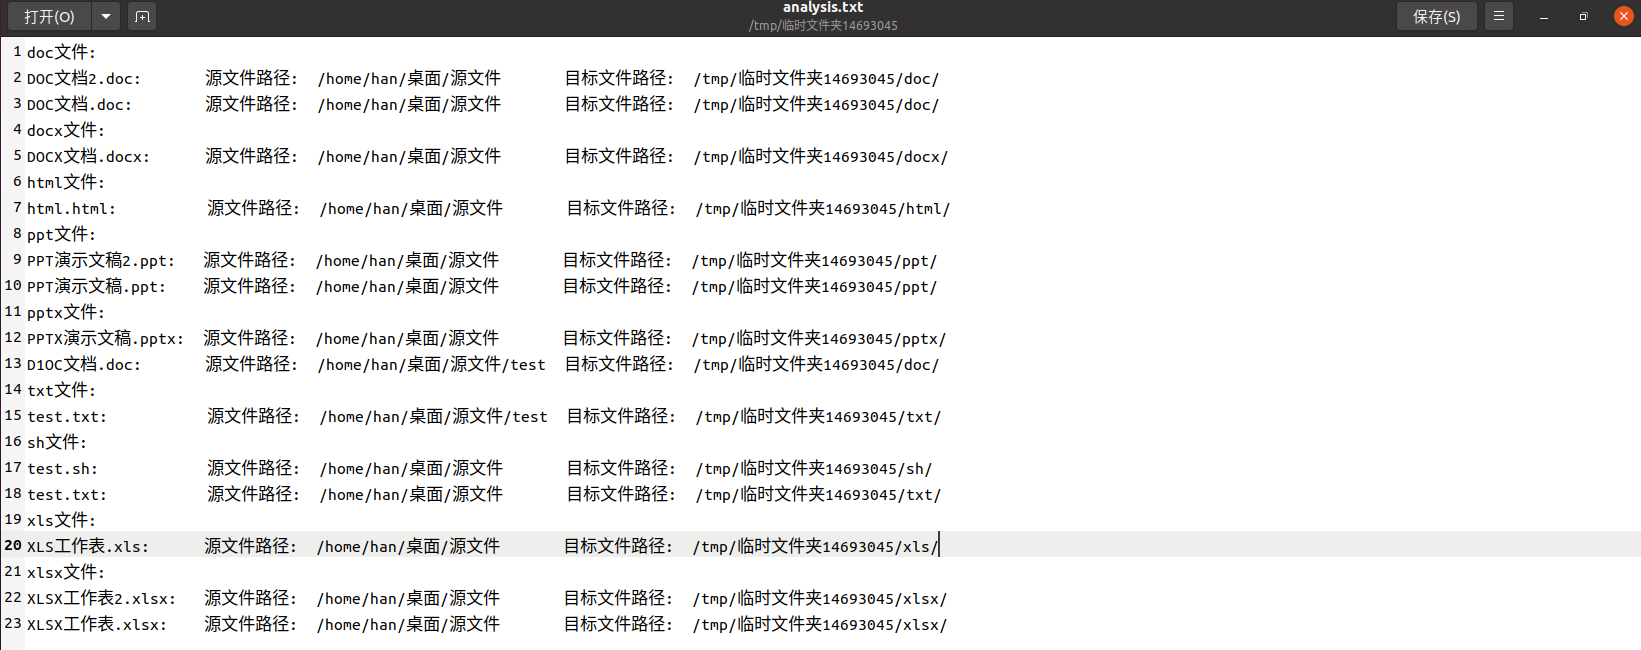 打开(O)
analysis.txt
/tmp/临时文件夹14693045
保存(S)
1 doc文件:
2 DOC文档2.doc: 源文件路径: /home/han/桌面/源文件 目标文件路径: /tmp/临时文件夹14693045/doc/
3 DOC文档.doc: 源文件路径: /home/han/桌面/源文件 目标文件路径: /tmp/临时文件夹14693045/doc/
4 docx文件:
5 DOCX文档.docx: 源文件路径: /home/han/桌面/源文件 目标文件路径: /tmp/临时文件夹14693045/docx/
6 html文件:
7 html.html: 源文件路径: /home/han/桌面/源文件 目标文件路径: /tmp/临时文件夹14693045/html/
8 ppt文件:
9 PPT演示文稿2.ppt: 源文件路径: /home/han/桌面/源文件 目标文件路径: /tmp/临时文件夹14693045/ppt/
10 PPT演示文稿.ppt: 源文件路径: /home/han/桌面/源文件 目标文件路径: /tmp/临时文件夹14693045/ppt/
11 pptx文件:
12 PPTX演示文稿.pptx: 源文件路径: /home/han/桌面/源文件 目标文件路径: /tmp/临时文件夹14693045/pptx/
13 D1OC文档.doc: 源文件路径: /home/han/桌面/源文件/test 目标文件路径: /tmp/临时文件夹14693045/doc/
14 txt文件:
15 test.txt: 源文件路径: /home/han/桌面/源文件/test 目标文件路径: /tmp/临时文件夹14693045/txt/
16 sh文件:
17 test.sh: 源文件路径: /home/han/桌面/源文件 目标文件路径: /tmp/临时文件夹14693045/sh/
18 test.txt: 源文件路径: /home/han/桌面/源文件 目标文件路径: /tmp/临时文件夹14693045/txt/
19 xls文件:
20 XLS工作表.xls: 源文件路径: /home/han/桌面/源文件 目标文件路径: /tmp/临时文件夹14693045/xls/
21 xlsx文件:
22 XLSX工作表2.xlsx: 源文件路径: /home/han/桌面/源文件 目标文件路径: /tmp/临时文件夹14693045/xlsx/
23 XLSX工作表.xlsx: 源文件路径: /home/han/桌面/源文件 目标文件路径: /tmp/临时文件夹14693045/xlsx/